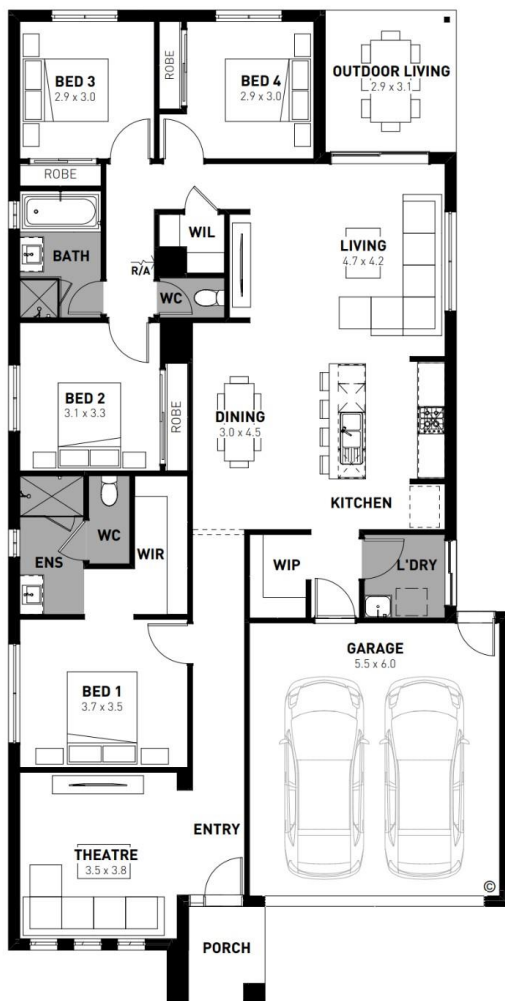 BED 3
2.9 x 3.0
ROBE
BED 4
2.9 x 3.0
OUTDOOR LIVING
2.9 x 3.1
ROBE
WIL
LIVING
4.7 x 4.2
BATH
R/A
WC
BED 2
3.1 x 3.3
ROBE
DINING
3.0 x 4.5
KITCHEN
WC
WIR
ENS
WIP
L'DRY
GARAGE
5.5 x 6.0
BED 1
3.7 x 3.5
ENTRY
THEATRE
3.5 x 3.8
©
PORCH